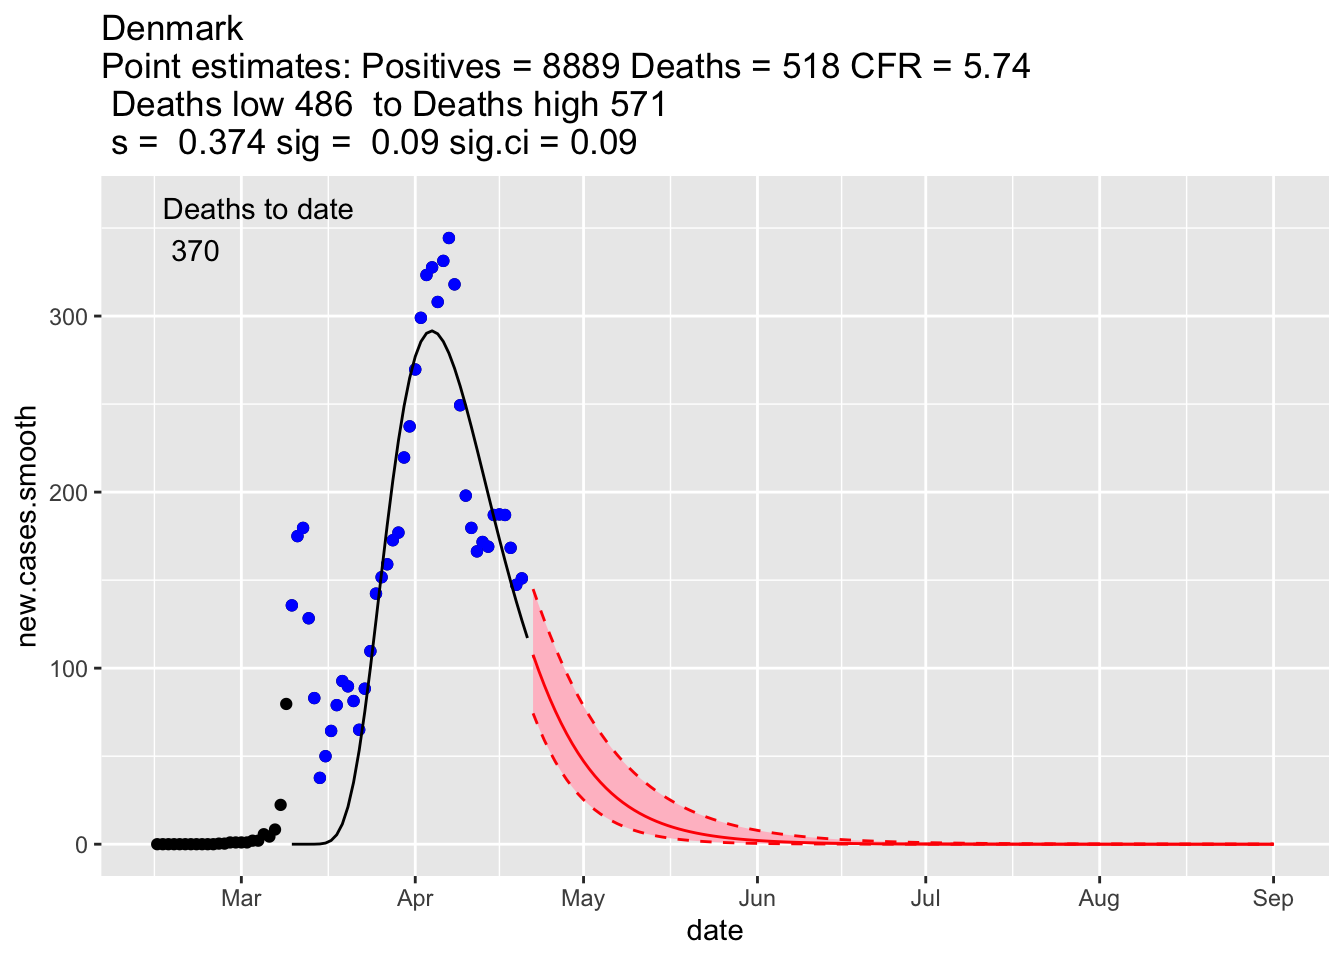 Denmark
Point estimates: Positives = 8889 Deaths = 518 CFR = 5.74
Deaths low 486  to Deaths high 571
s =  0.374 sig =  0.09 sig.ci = 0.09
Deaths to date
370
300
200
100
0
new.cases.smooth
Mar Apr May Jun Jul Aug Sep
date